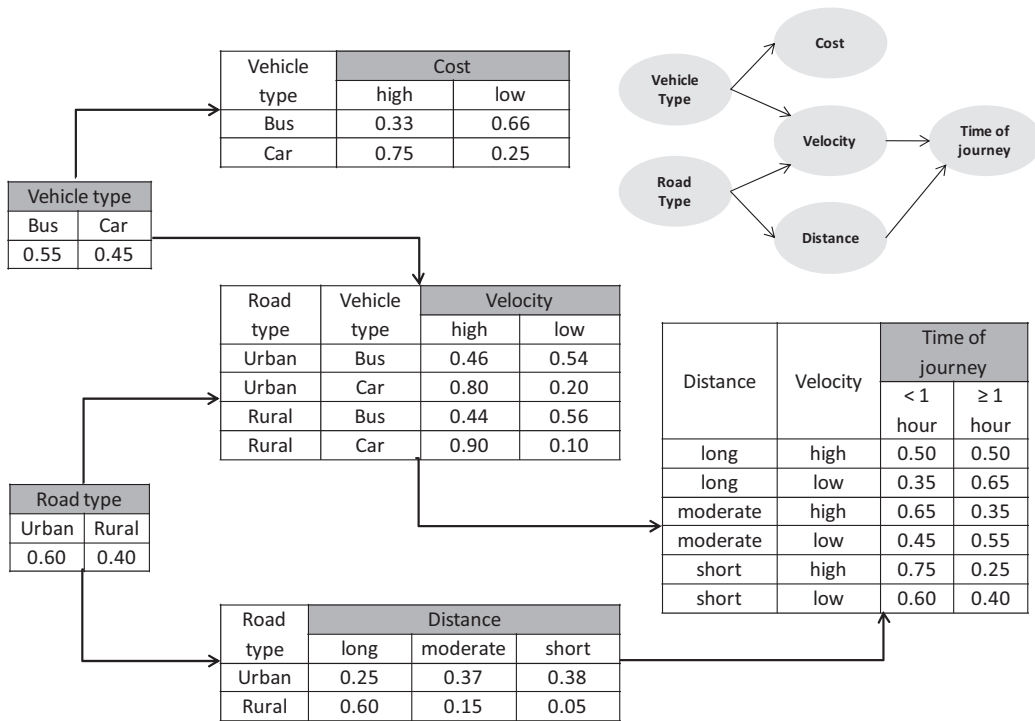 Vehicle type Cost
high low
Bus 0.33 0.66
Car 0.75 0.25
Vehicle type
Bus Car
0.55 0.45
Road type Vehicle type Velocity
high low
Urban Bus 0.46 0.54
Urban Car 0.80 0.20
Rural Bus 0.44 0.56
Rural Car 0.90 0.10
Road type
Urban Rural
0.60 0.40
Road type Distance
long moderate short
Urban 0.25 0.37 0.38
Rural 0.60 0.15 0.05
Distance Velocity Time of journey
< 1 hour ≥ 1 hour
long high 0.50 0.50
long low 0.35 0.65
moderate high 0.65 0.35
moderate low 0.45 0.55
short high 0.75 0.25
short low 0.60 0.40
Cost
Vehicle
Type
Velocity
Time of
journey
Road
Type
Distance